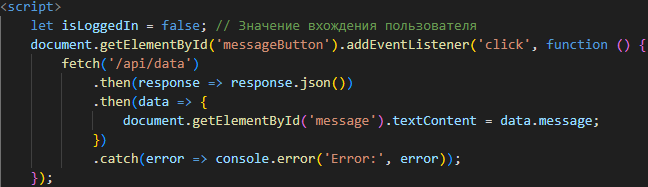 <script>
let isLoggedIn = false; // Значение вхождения пользователя
document.getElementById('messageButton').addEventListener('click', function () {
fetch('/api/data')
.then(response => response.json())
.then(data => {
document.getElementById('message').textContent = data.message;
})
.catch(error => console.error('Error:', error));
});